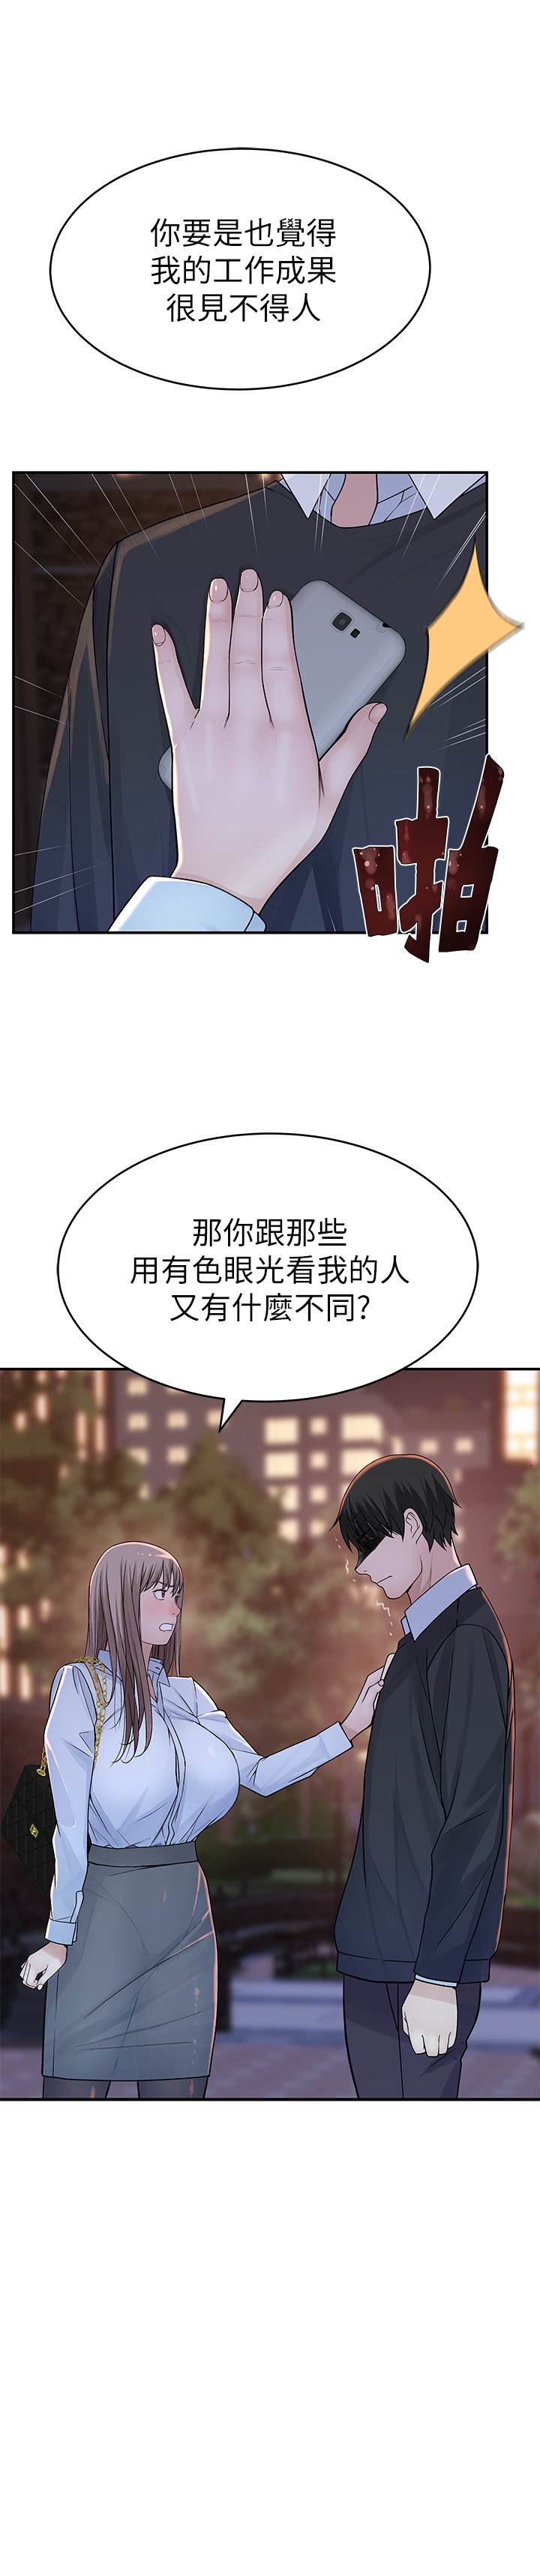 你要是也覺得
我的工作成果
很見不得人
啪
那你跟那些
用有色眼光看我的人
又有什麼不同?